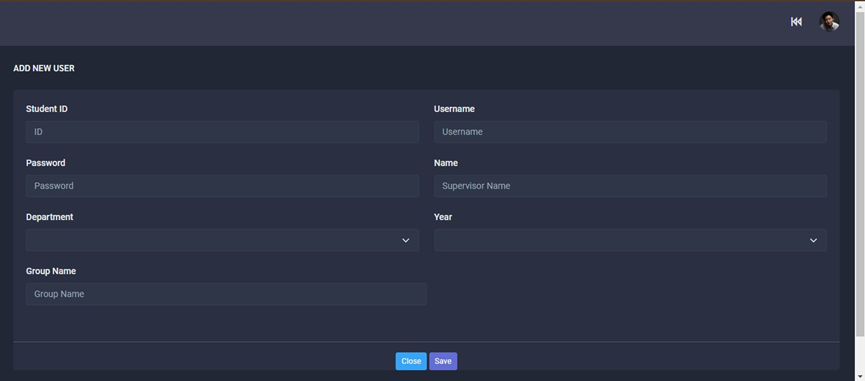 ADD NEW USER
Student ID
Username
ID
Username
Password
Name
Password
Supervisor Name
Department
Year
Group Name
Group Name
Close
Save